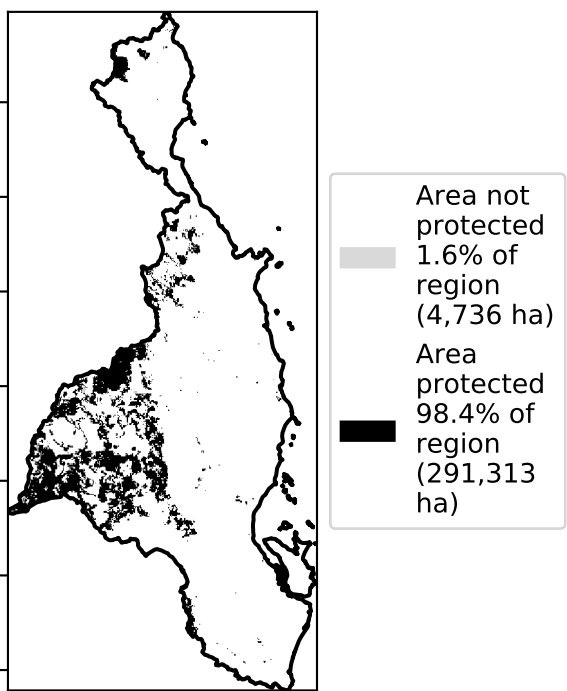 Area not
protected
1.6% of
region
(4,736 ha)
Area
protected
98.4% of
region
(291,313
ha)